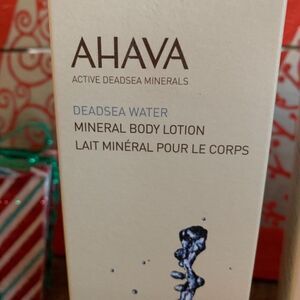 AHAVA
ACTIVE DEADSEA MINERALS
DEADSEA WATER
MINERAL BODY LOTION
LAIT MINÉRAL POUR LE CORPS